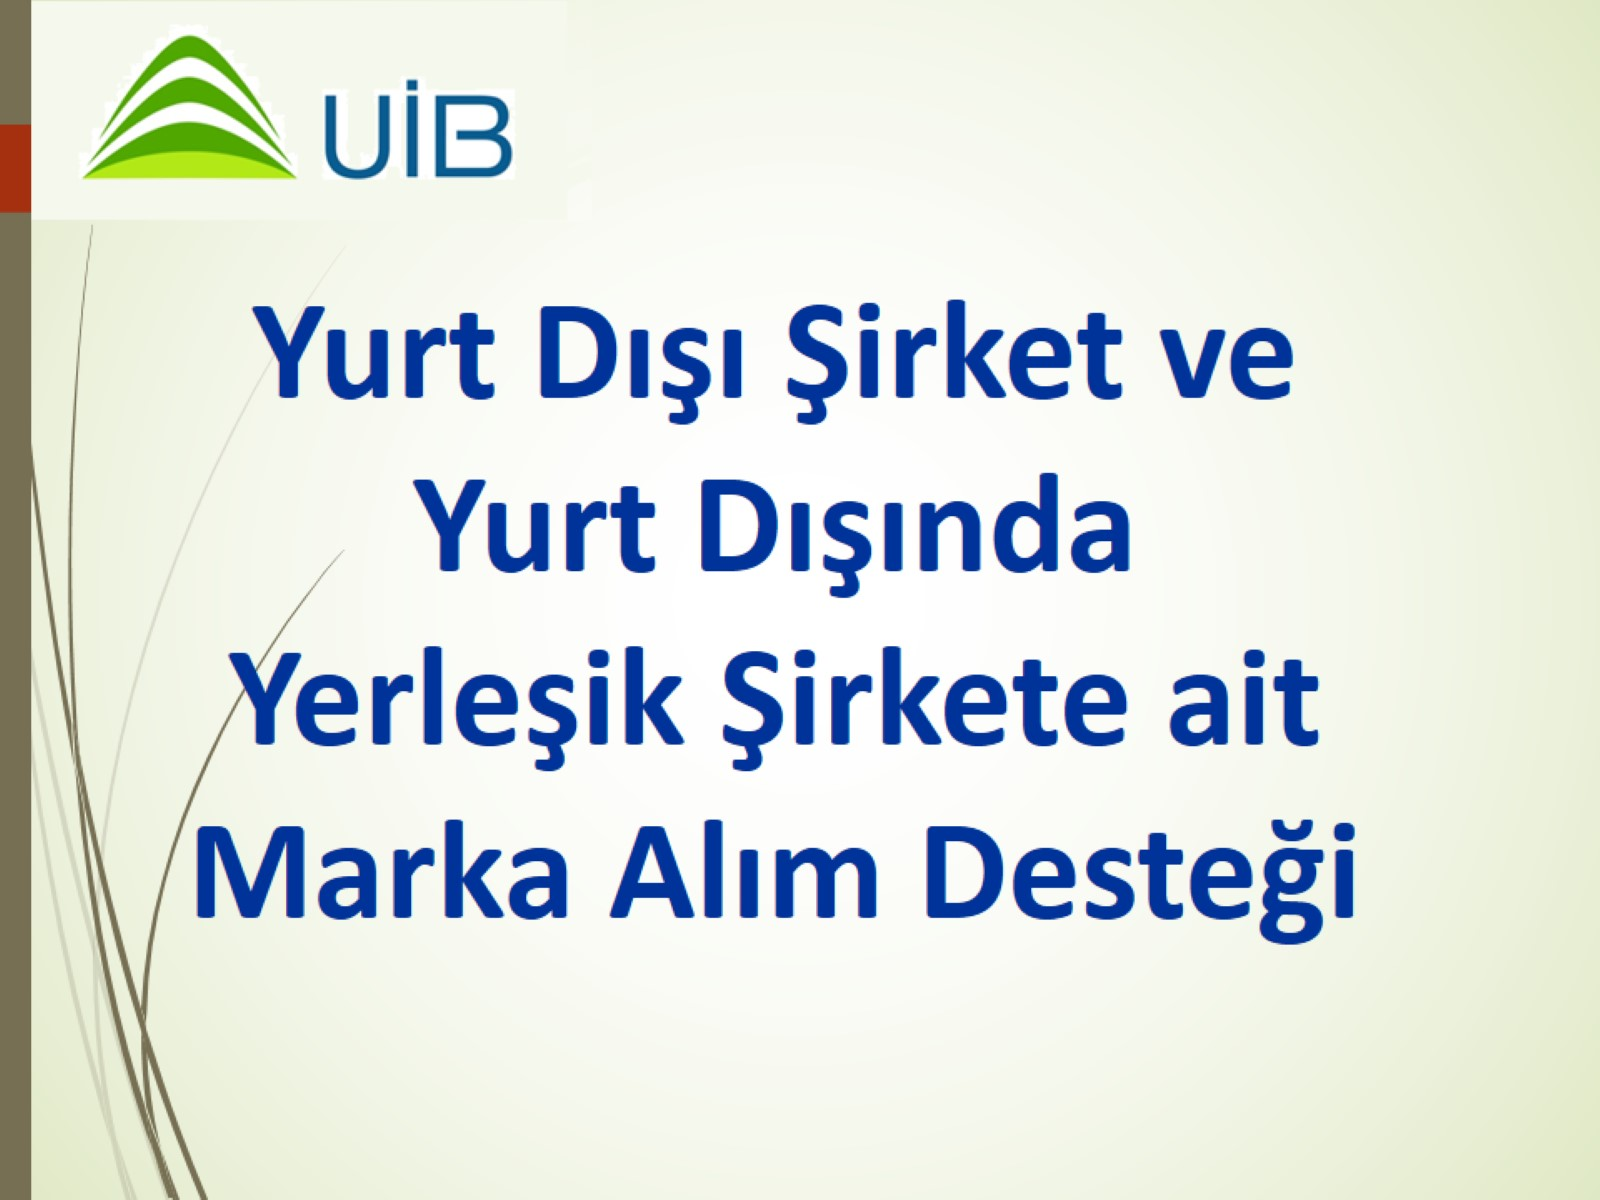 UİB
Yurt Dışı Şirket ve
Yurt Dışında
Yerleşik Şirkete ait
Marka Alım Desteği